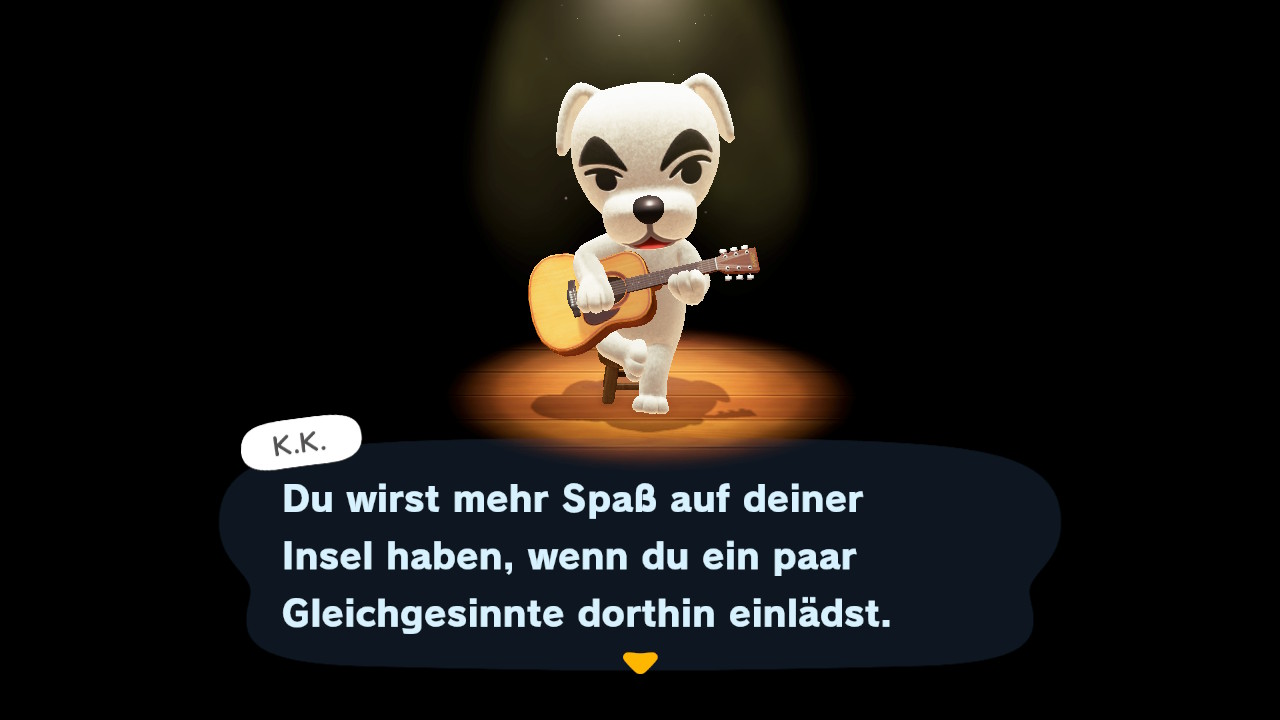 K.K.
Du wirst mehr Spaß auf deiner
Insel haben, wenn du ein paar
Gleichgesinnte dorthin einlädst.